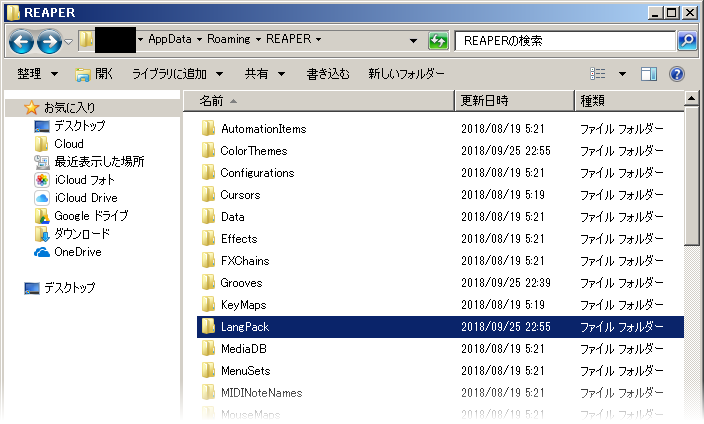 REAPER
AppData ▸ Roaming ▸ REAPER ▸
REAPERの検索
整理 ▼ 開く ライブラリに追加 ▼ 共有 ▼ 書き込む 新しいフォルダー
名前 更新日時 種類
お気に入り
デスクトップ
Cloud
最近表示した場所
iCloud フォト
iCloud Drive
Google ドライブ
ダウンロード
OneDrive
デスクトップ
AutomationItems 2018/08/19 5:21 ファイル フォルダー
ColorThemes 2018/09/25 22:55 ファイル フォルダー
Configurations 2018/08/19 5:21 ファイル フォルダー
Cursors 2018/08/19 5:19 ファイル フォルダー
Data 2018/08/19 5:21 ファイル フォルダー
Effects 2018/08/19 5:21 ファイル フォルダー
FXChains 2018/08/19 5:21 ファイル フォルダー
Grooves 2018/09/25 22:39 ファイル フォルダー
KeyMaps 2018/08/19 5:19 ファイル フォルダー
LangPack 2018/09/25 22:55 ファイル フォルダー
MediaDB 2018/08/19 5:21 ファイル フォルダー
MenuSets 2018/08/19 5:21 ファイル フォルダー
MIDINoteNames 2018/08/19 5:21 ファイル フォルダー
MouseMaps 2018/08/19 5:21 ファイル フォルダー